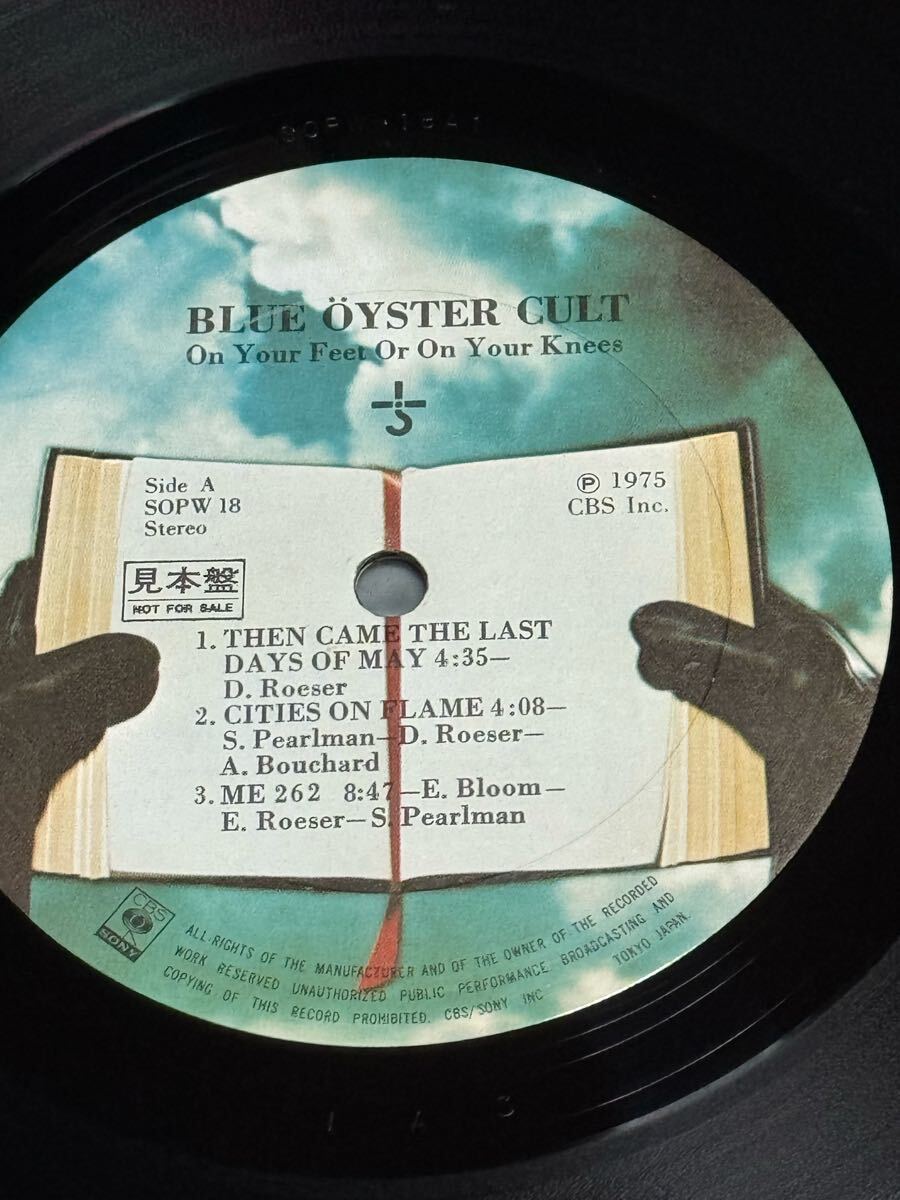 BLUE ÖYSTER CULT
On Your Feet Or On Your Knees
Side A
SOPW 18
Stereo
℗ 1975
CBS Inc.
見本盤
NOT FOR SALE
1. THEN CAME THE LAST
DAYS OF MAY 4:35—
D. Roeser
2. CITIES ON FLAME 4:08—
S. Pearlman—D. Roeser—
A. Bouchard
3. ME 262 8:47—E. Bloom—
E. Roeser—S. Pearlman
CBS
SONY
ALL RIGHTS OF THE MANUFACTURER AND OF THE OWNER OF THE RECORDED
WORK RESERVED UNAUTHORIZED PUBLIC PERFORMANCE BROADCASTING AND
COPYING OF THIS RECORD PROHIBITED. CBS/SONY INC TOKYO JAPAN.